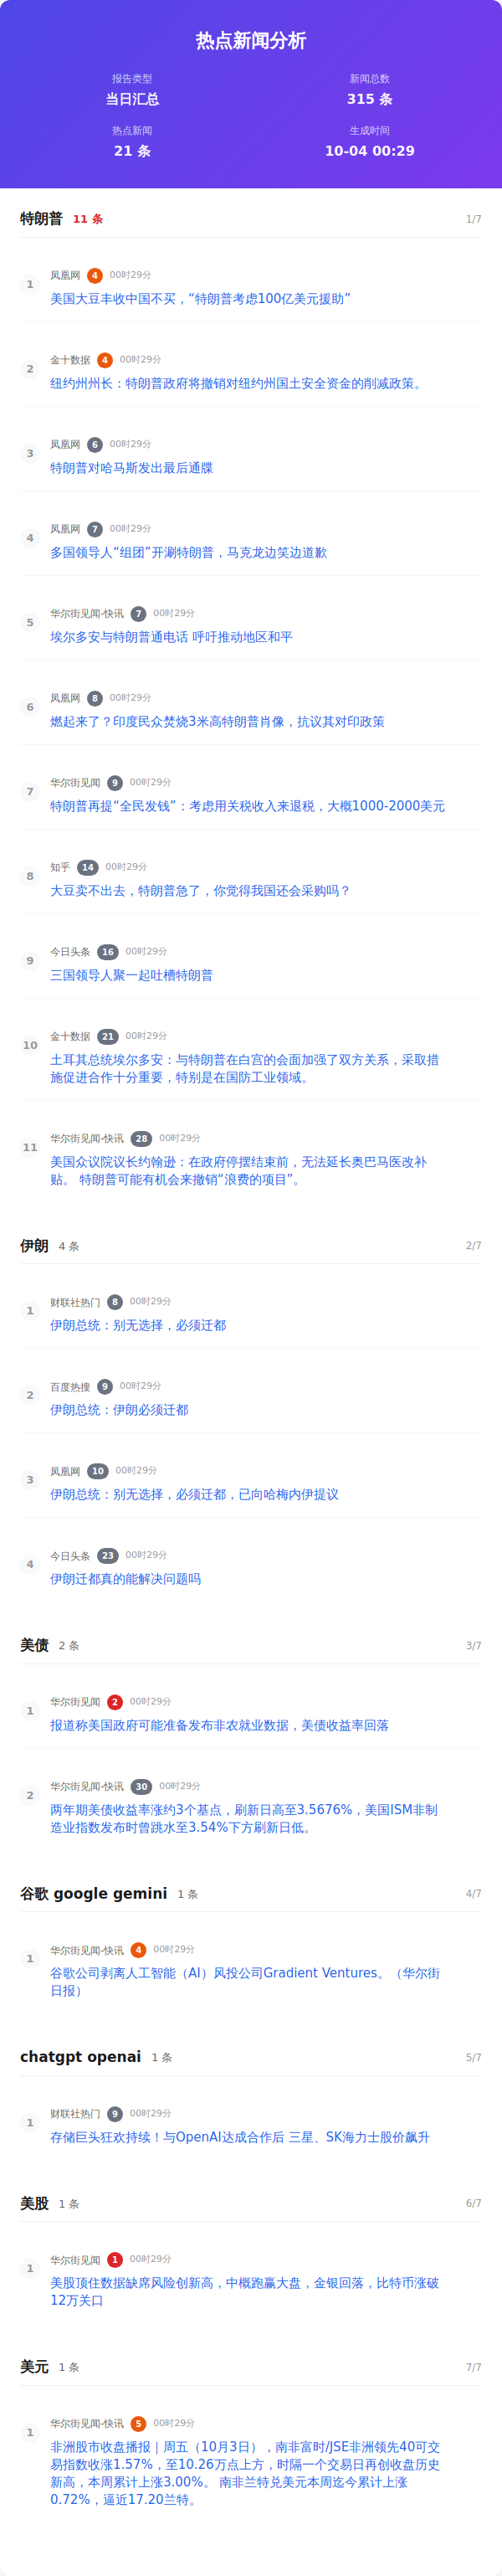 热点新闻分析
报告类型
当日汇总
新闻总数
315 条
热点新闻
21 条
生成时间
10-04 00:29
特朗普 11 条 1/7
1
凤凰网 4 00时29分
美国大豆丰收中国不买，“特朗普考虑100亿美元援助”
2
金十数据 4 00时29分
纽约州州长：特朗普政府将撤销对纽约州国土安全资金的削减政策。
3
凤凰网 6 00时29分
特朗普对哈马斯发出最后通牒
4
凤凰网 7 00时29分
多国领导人“组团”开涮特朗普，马克龙边笑边道歉
5
华尔街见闻-快讯 7 00时29分
埃尔多安与特朗普通电话 呼吁推动地区和平
6
凤凰网 8 00时29分
燃起来了？印度民众焚烧3米高特朗普肖像，抗议其对印政策
7
华尔街见闻 9 00时29分
特朗普再提“全民发钱”：考虑用关税收入来退税，大概1000-2000美元
8
知乎 14 00时29分
大豆卖不出去，特朗普急了，你觉得我国还会采购吗？
9
今日头条 16 00时29分
三国领导人聚一起吐槽特朗普
10
金十数据 21 00时29分
土耳其总统埃尔多安：与特朗普在白宫的会面加强了双方关系，采取措
施促进合作十分重要，特别是在国防工业领域。
11
华尔街见闻-快讯 28 00时29分
美国众议院议长约翰逊：在政府停摆结束前，无法延长奥巴马医改补
贴。 特朗普可能有机会来撤销“浪费的项目”。
伊朗 4 条 2/7
1
财联社热门 8 00时29分
伊朗总统：别无选择，必须迁都
2
百度热搜 9 00时29分
伊朗总统：伊朗必须迁都
3
凤凰网 10 00时29分
伊朗总统：别无选择，必须迁都，已向哈梅内伊提议
4
今日头条 23 00时29分
伊朗迁都真的能解决问题吗
美债 2 条 3/7
1
华尔街见闻 2 00时29分
报道称美国政府可能准备发布非农就业数据，美债收益率回落
2
华尔街见闻-快讯 30 00时29分
两年期美债收益率涨约3个基点，刷新日高至3.5676%，美国ISM非制
造业指数发布时曾跳水至3.54%下方刷新日低。
谷歌 google gemini 1 条 4/7
1
华尔街见闻-快讯 4 00时29分
谷歌公司剥离人工智能（AI）风投公司Gradient Ventures。（华尔街
日报）
chatgpt openai 1 条 5/7
1
财联社热门 9 00时29分
存储巨头狂欢持续！与OpenAI达成合作后 三星、SK海力士股价飙升
美股 1 条 6/7
1
华尔街见闻 1 00时29分
美股顶住数据缺席风险创新高，中概跑赢大盘，金银回落，比特币涨破
12万关口
美元 1 条 7/7
1
华尔街见闻-快讯 5 00时29分
非洲股市收盘播报｜周五（10月3日），南非富时/JSE非洲领先40可交
易指数收涨1.57%，至10.26万点上方，时隔一个交易日再创收盘历史
新高，本周累计上涨3.00%。 南非兰特兑美元本周迄今累计上涨
0.72%，逼近17.20兰特。